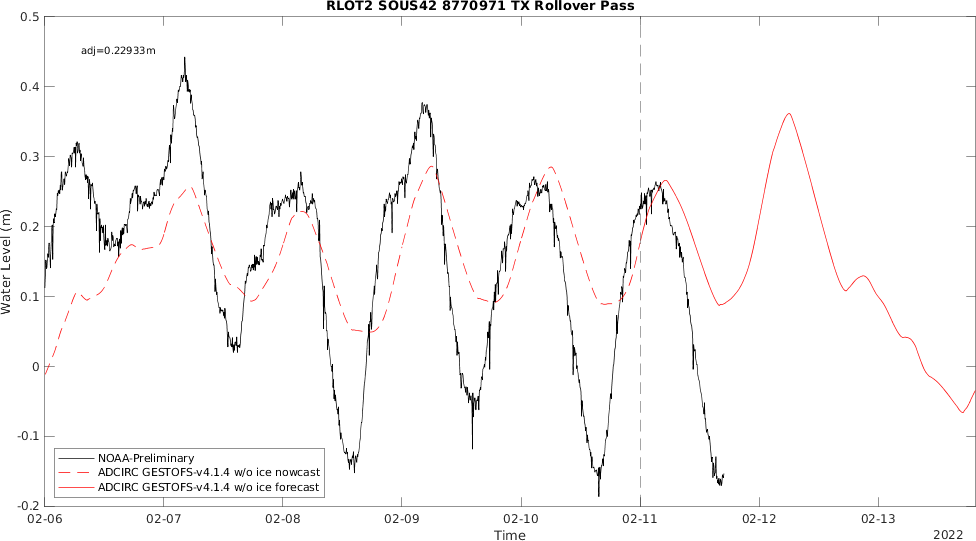 RLOT2 SOUS42 8770971 TX Rollover Pass
adj=0.22933m
0.5
0.4
0.3
0.2
0.1
0
-0.1
-0.2
Water Level (m)
NOAA-Preliminary
ADCIRC GESTOFS-v4.1.4 w/o ice nowcast
ADCIRC GESTOFS-v4.1.4 w/o ice forecast
02-06 02-07 02-08 02-09 02-10 02-11 02-12 02-13
Time
2022